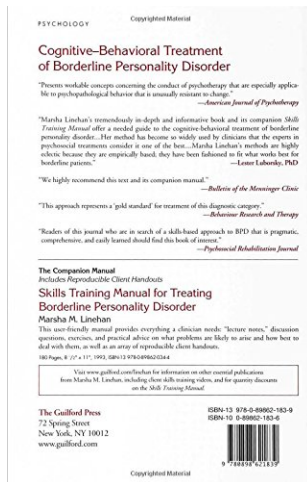 Copyrighted Material
PSYCHOLOGY
Cognitive–Behavioral Treatment
of Borderline Personality Disorder
"Presents workable concepts concerning the conduct of psychotherapy that are especially applica-
ble to psychopathological behavior that is unusually resistant to change."
—American Journal of Psychotherapy
"Marsha Linehan's tremendously in-depth and informative book and its companion Skills
Training Manual offer a needed guide to the cognitive-behavioral treatment of borderline
personality disorder...Her method has become so widely used by clinicians that the experts in
psychosocial treatments consider it one of the best....Marsha Linehan's methods are highly
eclectic because they are empirically based; they have been fashioned to fit what works best for
borderline patients."
—Lester Luborsky, PhD
"We highly recommend this text and its companion manual."
—Bulletin of the Menninger Clinic
"This approach represents a 'gold standard' for treatment of this diagnostic category."
—Behaviour Research and Therapy
"Readers of this journal who are in search of a skills-based approach to BPD that is pragmatic,
comprehensive, and easily learned should find this book of interest."
—Psychosocial Rehabilitation Journal
The Companion Manual
Includes Reproducible Client Handouts
Skills Training Manual for Treating
Borderline Personality Disorder
Marsha M. Linehan
This user-friendly manual provides everything a clinician needs: "lecture notes," discussion
questions, exercises, and practical advice on what problems are likely to arise and how best to
deal with them, as well as an array of reproducible client handouts.
180 Pages, 8 ½" x 11", 1993, ISBN 13 978-0-89862-034-4
Visit www.guilford.com/linehan for information on other essential publications
from Marsha M. Linehan, including client skills training videos, and for quantity discounts
on the Skills Training Manual.
The Guilford Press
72 Spring Street
New York, NY 10012
www.guilford.com
ISBN-13 978-0-89862-183-9
ISBN-10 0-89862-183-6
9 780898 621839
Copyrighted Material